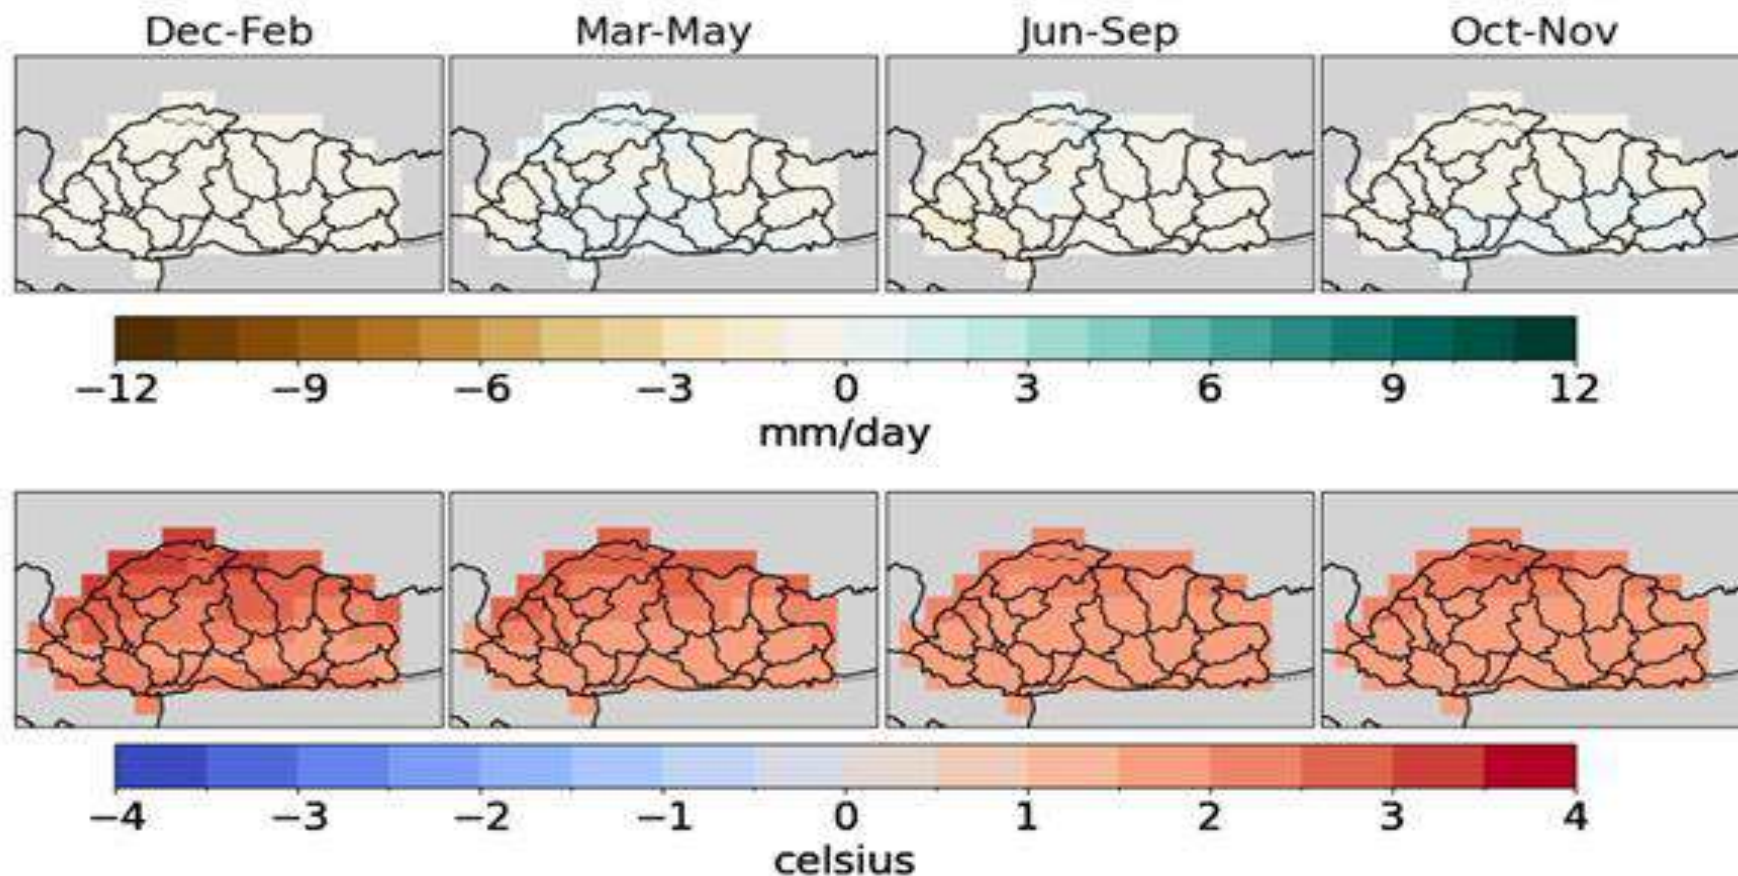 Dec-Feb Mar-May Jun-Sep Oct-Nov
−12 −9 −6 −3 0 3 6 9 12
mm/day
−4 −3 −2 −1 0 1 2 3 4
celsius